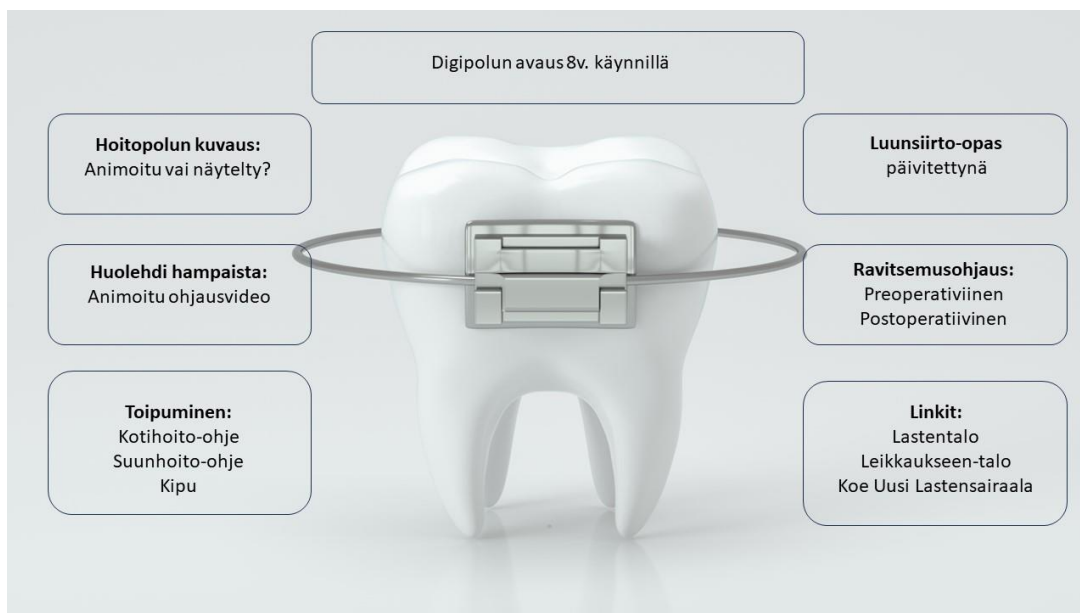 Digipolun avaus 8v. käynnillä
Hoitopolun kuvaus:
Animoitu vai näytelty?
Huolehdi hampaista:
Animoitu ohjausvideo
Toipuminen:
Kotihoito-ohje
Suunhoito-ohje
Kipu
Luunsiirto-opas
päivitettynä
Ravitsemusohjaus:
Preoperativiinen
Postoperatiivinen
Linkit:
Lastentalo
Leikkaukseen-talo
Koe Uusi Lastensairaala